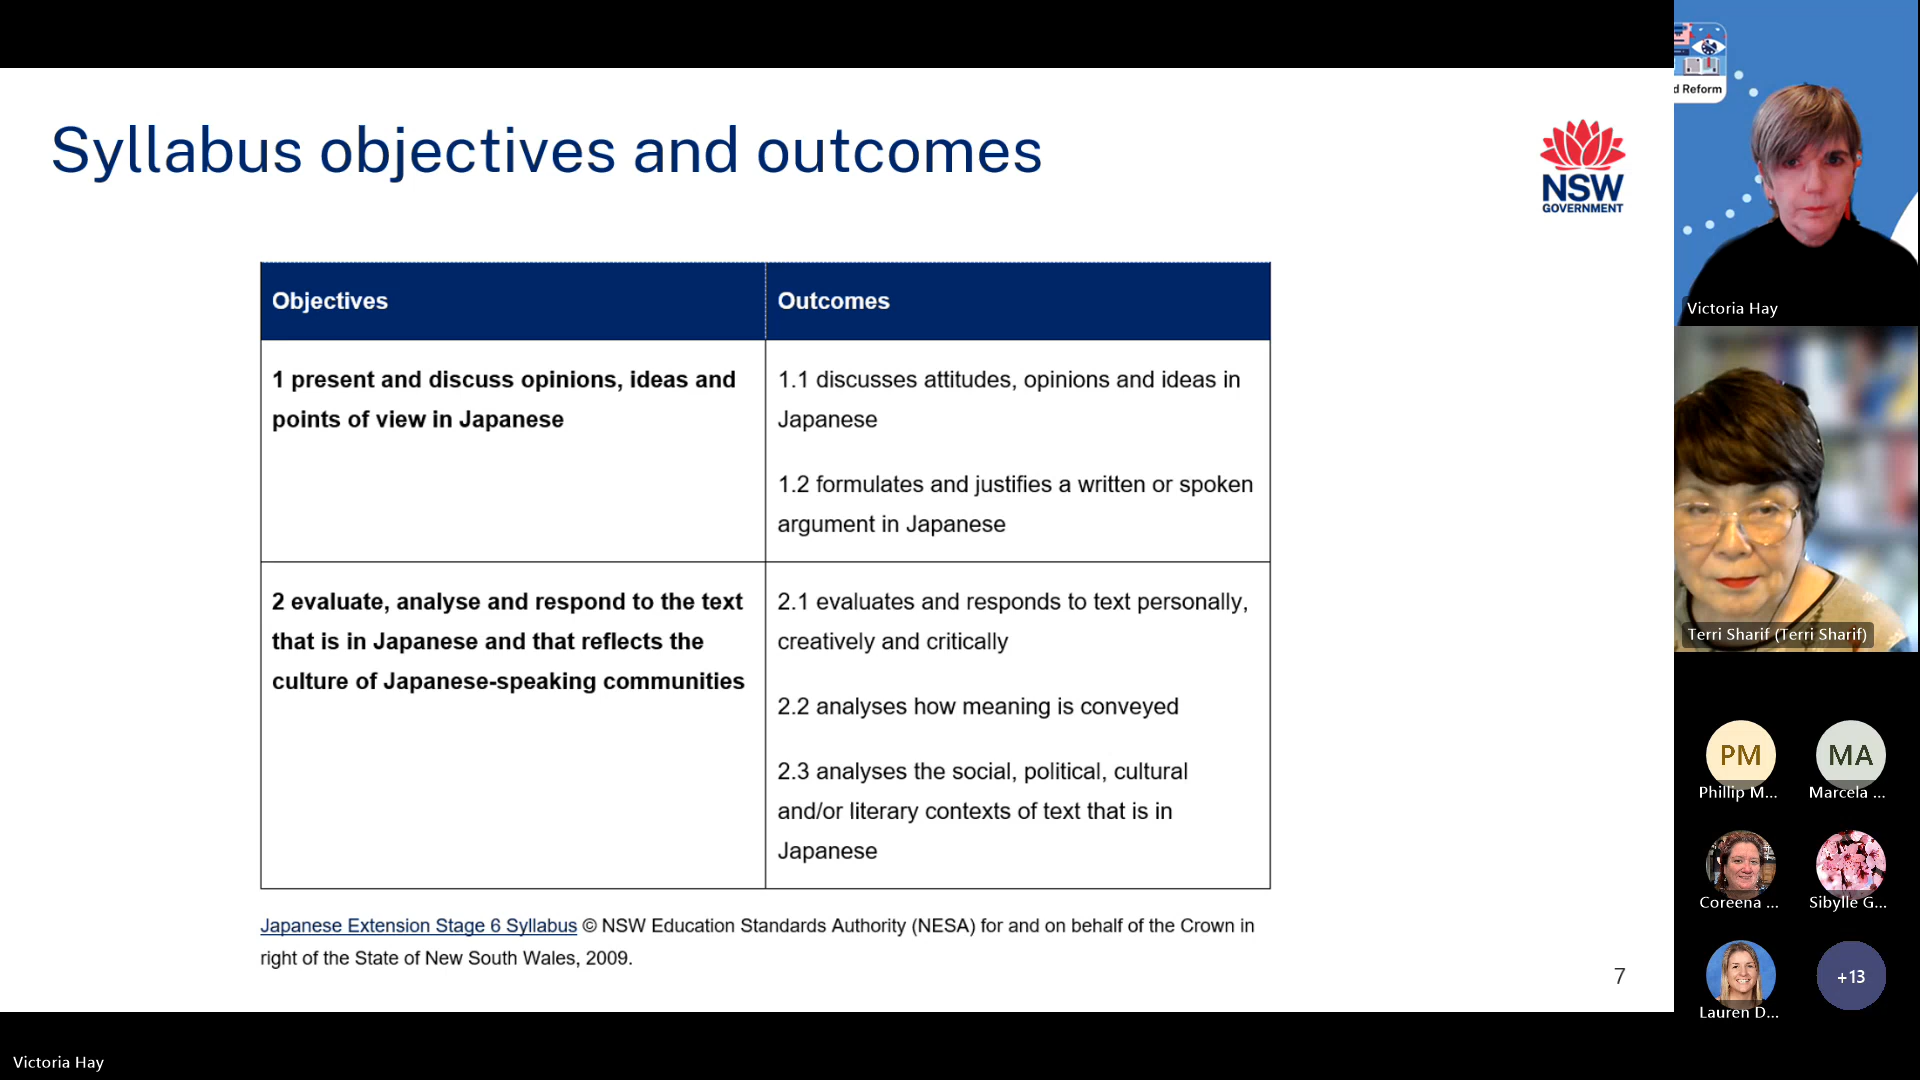 Syllabus objectives and outcomes
NSW
GOVERNMENT
Objectives
Outcomes
1 present and discuss opinions, ideas and
points of view in Japanese
1.1 discusses attitudes, opinions and ideas in
Japanese
1.2 formulates and justifies a written or spoken
argument in Japanese
2 evaluate, analyse and respond to the text
that is in Japanese and that reflects the
culture of Japanese-speaking communities
2.1 evaluates and responds to text personally,
creatively and critically
2.2 analyses how meaning is conveyed
2.3 analyses the social, political, cultural
and/or literary contexts of text that is in
Japanese
Japanese Extension Stage 6 Syllabus © NSW Education Standards Authority (NESA) for and on behalf of the Crown in
right of the State of New South Wales, 2009.
7
d Reform
Victoria Hay
Terri Sharif (Terri Sharif)
PM
Phillip M...
MA
Marcela ...
Coreena ...
Sibylle G...
Lauren D...
+13
Victoria Hay